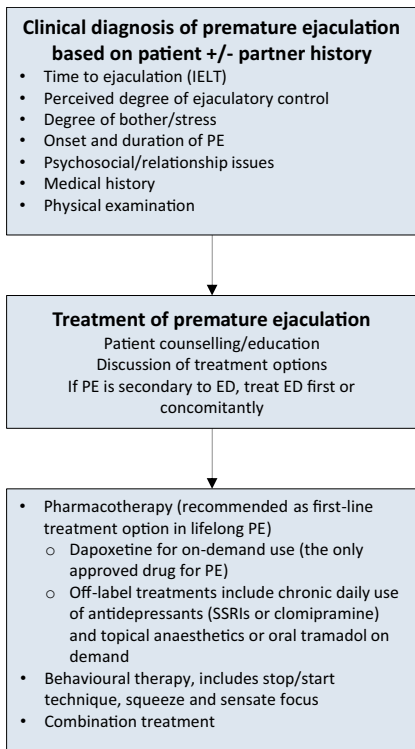 Clinical diagnosis of premature ejaculation
based on patient +/- partner history
• Time to ejaculation (IELT)
• Perceived degree of ejaculatory control
• Degree of bother/stress
• Onset and duration of PE
• Psychosocial/relationship issues
• Medical history
• Physical examination
Treatment of premature ejaculation
Patient counselling/education
Discussion of treatment options
If PE is secondary to ED, treat ED first or
concomitantly
• Pharmacotherapy (recommended as first-line
treatment option in lifelong PE)
o Dapoxetine for on-demand use (the only
approved drug for PE)
o Off-label treatments include chronic daily use
of antidepressants (SSRIs or clomipramine)
and topical anaesthetics or oral tramadol on
demand
• Behavioural therapy, includes stop/start
technique, squeeze and sensate focus
• Combination treatment